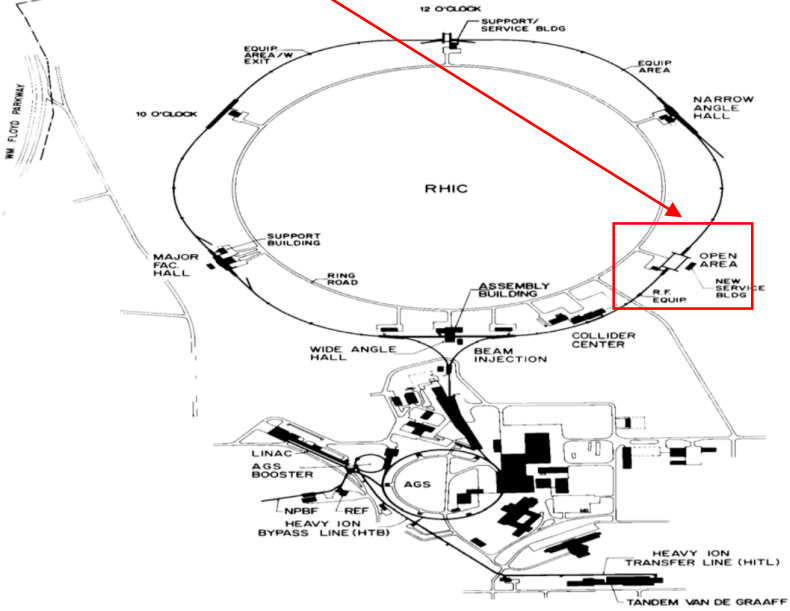 12 O'CLOCK
SUPPORT/
SERVICE BLDG
EQUIP
AREA/W
EXIT
EQUIP
AREA
WM FLOYD PARKWAY
10 O'CLOCK
NARROW
ANGLE
HALL
RHIC
SUPPORT
BUILDING
MAJOR
FAC.
HALL
OPEN
AREA
RING
ROAD
NEW
SERVICE
BLDG
R.F.
EQUIP.
ASSEMBLY
BUILDING
WIDE ANGLE
HALL
BEAM
INJECTION
COLLIDER
CENTER
LINAC
AGS
BOOSTER
AGS
NPBF
REF
HEAVY ION
BYPASS LINE (HTB)
HEAVY ION
TRANSFER LINE (HITL)
TANDEM VAN DE GRAAFF